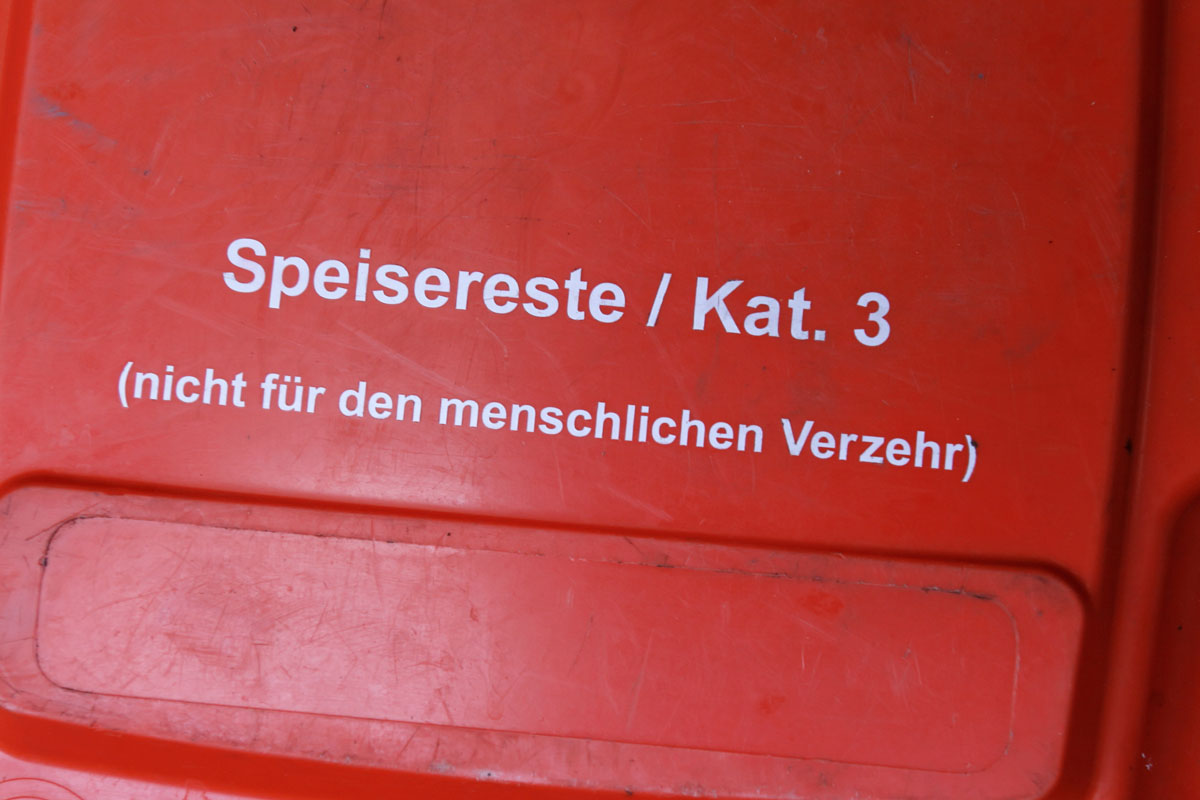 Speisereste / Kat. 3
(nicht für den menschlichen Verzehr)